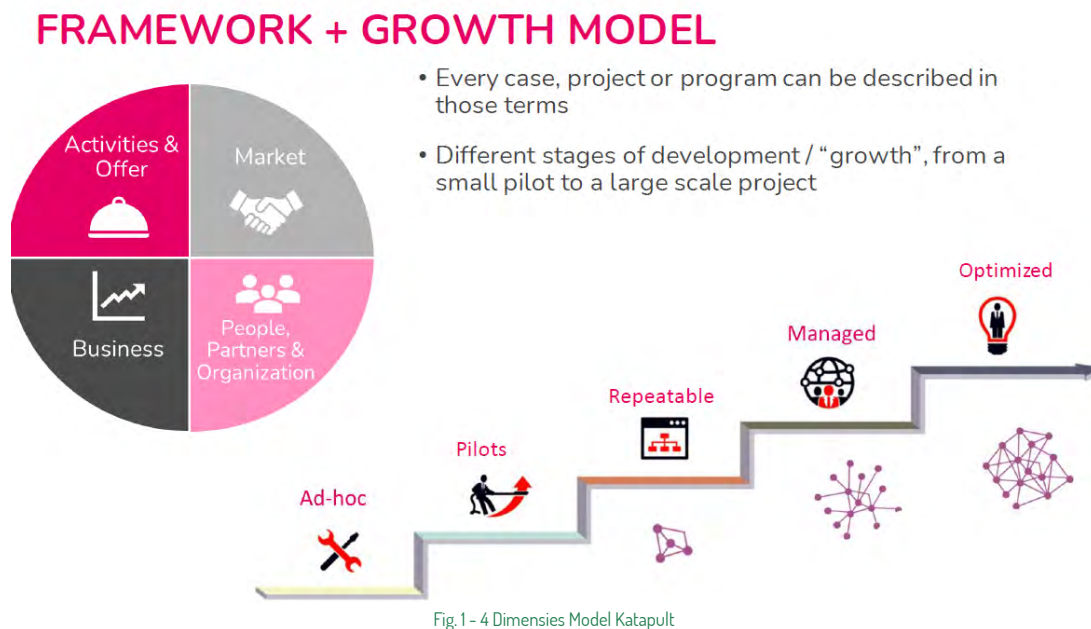 FRAMEWORK + GROWTH MODEL
Activities &
Offer
Market
Business
People,
Partners &
Organization
• Every case, project or program can be described in
those terms
• Different stages of development / “growth”, from a
small pilot to a large scale project
Ad-hoc
Pilots
Repeatable
Managed
Optimized
Fig. 1 - 4 Dimensies Model Katapult